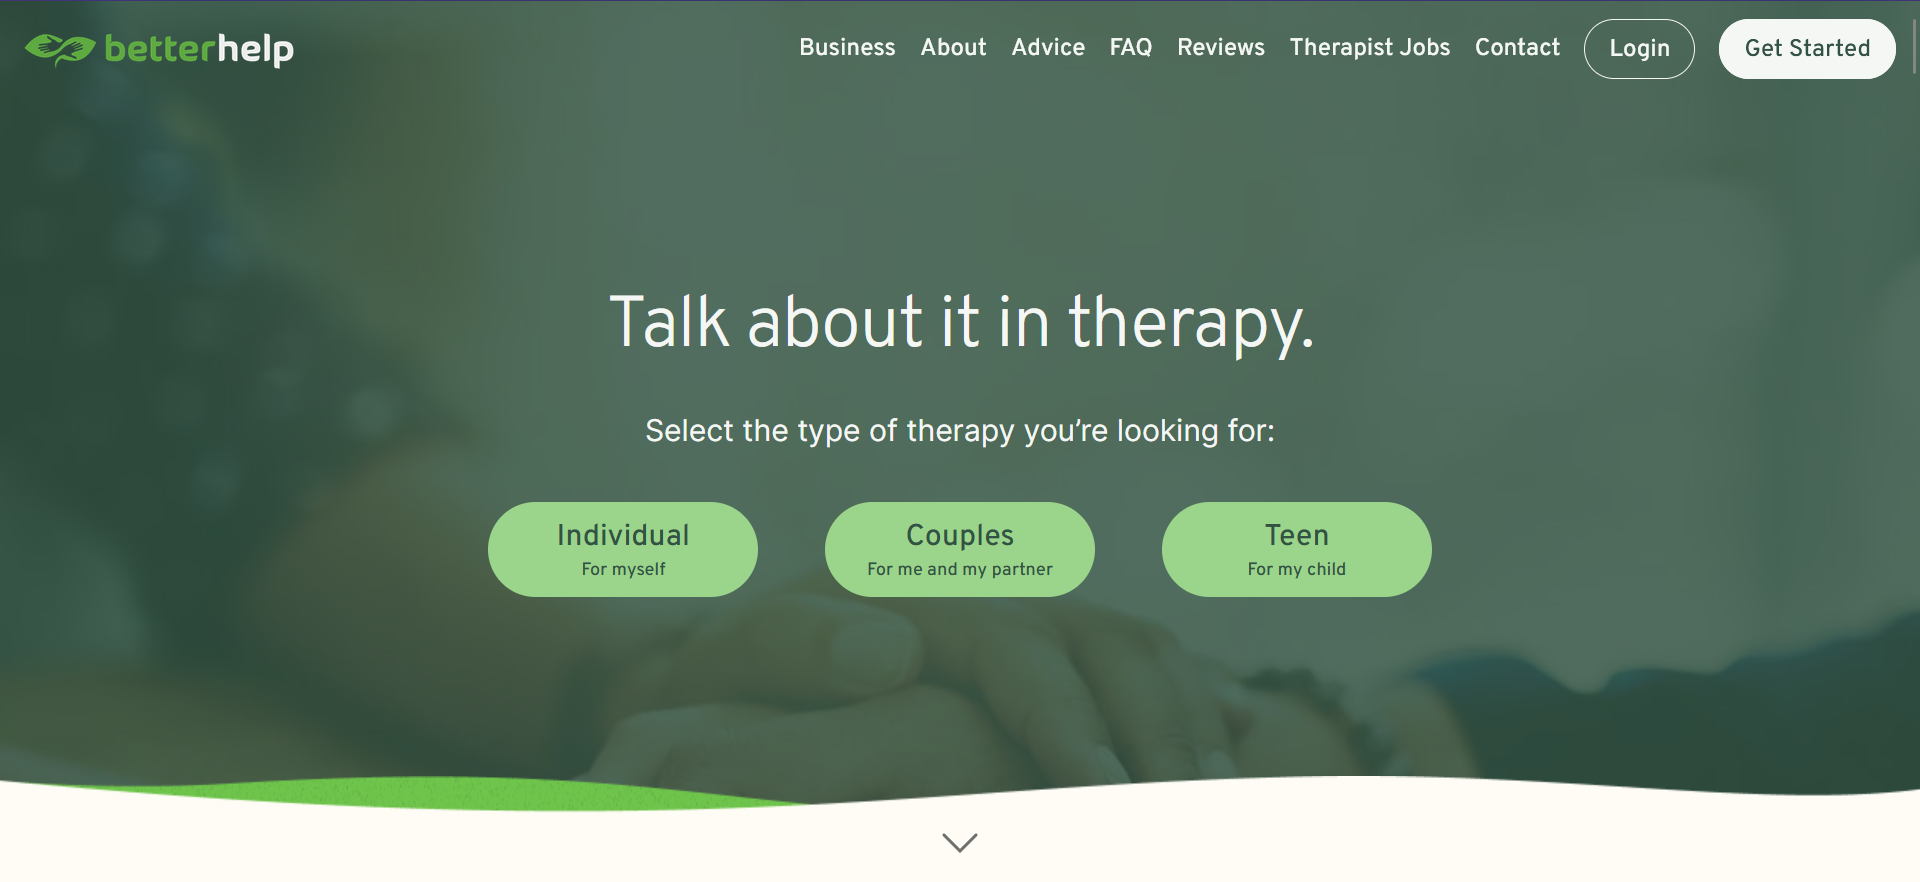 betterhelp
Business About Advice FAQ Reviews Therapist Jobs Contact Login Get Started
Talk about it in therapy.
Select the type of therapy you’re looking for:
Individual Couples Teen
For myself For me and my partner For my child